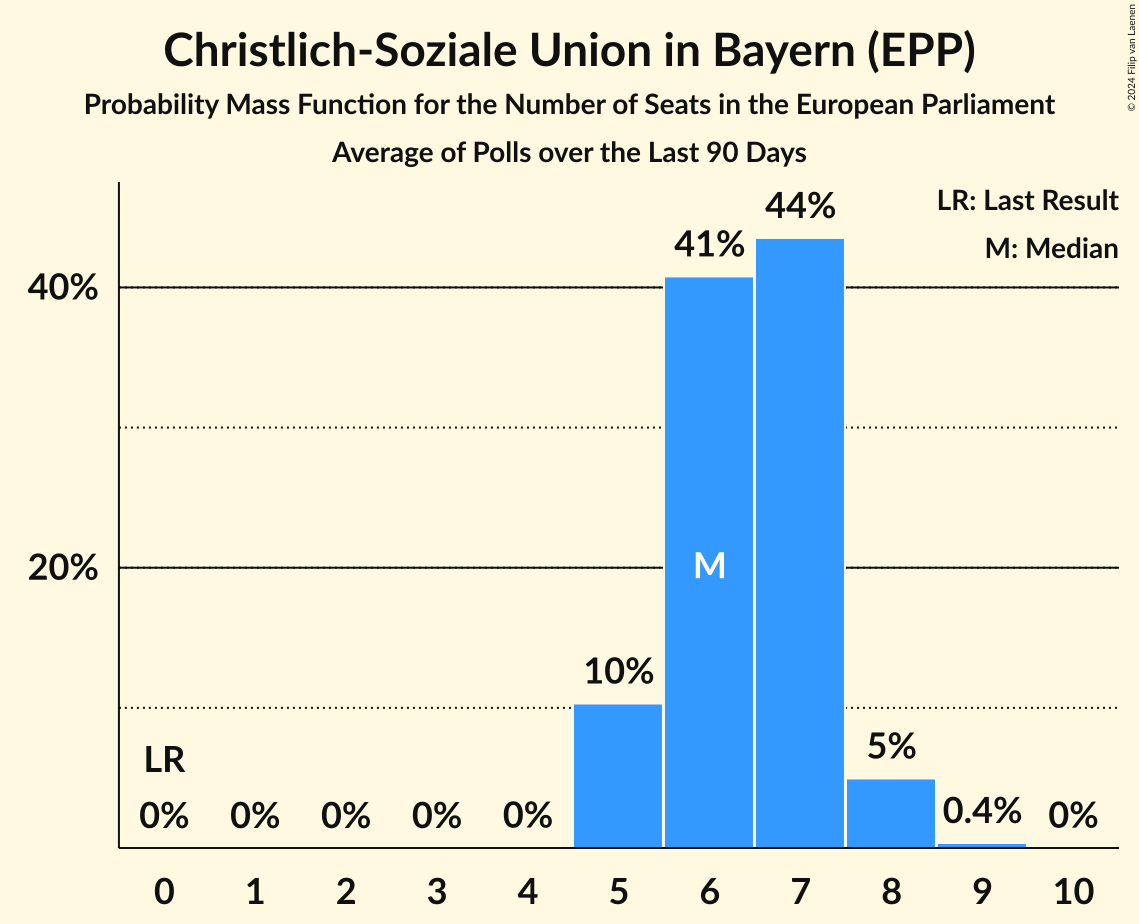 Christlich-Soziale Union in Bayern (EPP)
Probability Mass Function for the Number of Seats in the European Parliament
Average of Polls over the Last 90 Days
© 2024 Filip van Laenen
LR: Last Result
M: Median
44%
41%
40%
20%
M
10%
5%
LR
0% 0% 0% 0% 0% 0.4% 0%
0 1 2 3 4 5 6 7 8 9 10